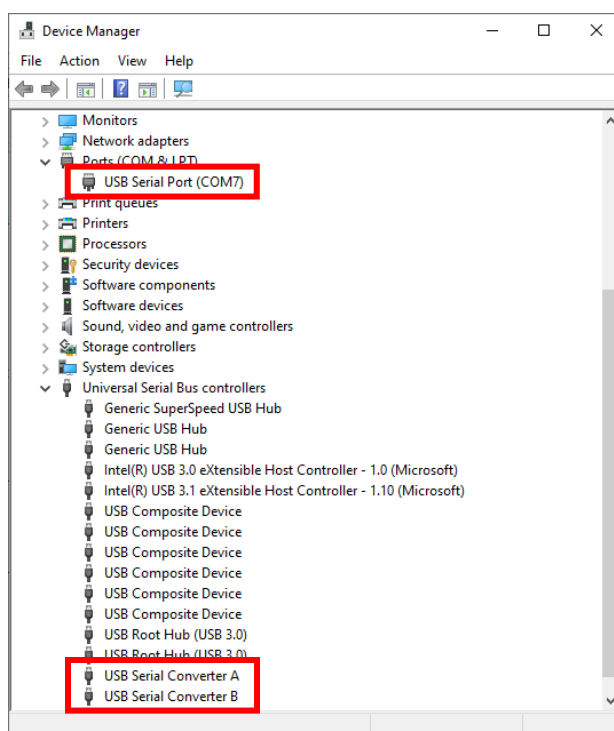 Device Manager
File Action View Help
Monitors
Network adapters
Ports (COM & LPT)
USB Serial Port (COM7)
Print queues
Printers
Processors
Security devices
Software components
Software devices
Sound, video and game controllers
Storage controllers
System devices
Universal Serial Bus controllers
Generic SuperSpeed USB Hub
Generic USB Hub
Generic USB Hub
Intel(R) USB 3.0 eXtensible Host Controller - 1.0 (Microsoft)
Intel(R) USB 3.1 eXtensible Host Controller - 1.10 (Microsoft)
USB Composite Device
USB Composite Device
USB Composite Device
USB Composite Device
USB Composite Device
USB Composite Device
USB Root Hub (USB 3.0)
USB Root Hub (USB 3.0)
USB Serial Converter A
USB Serial Converter B